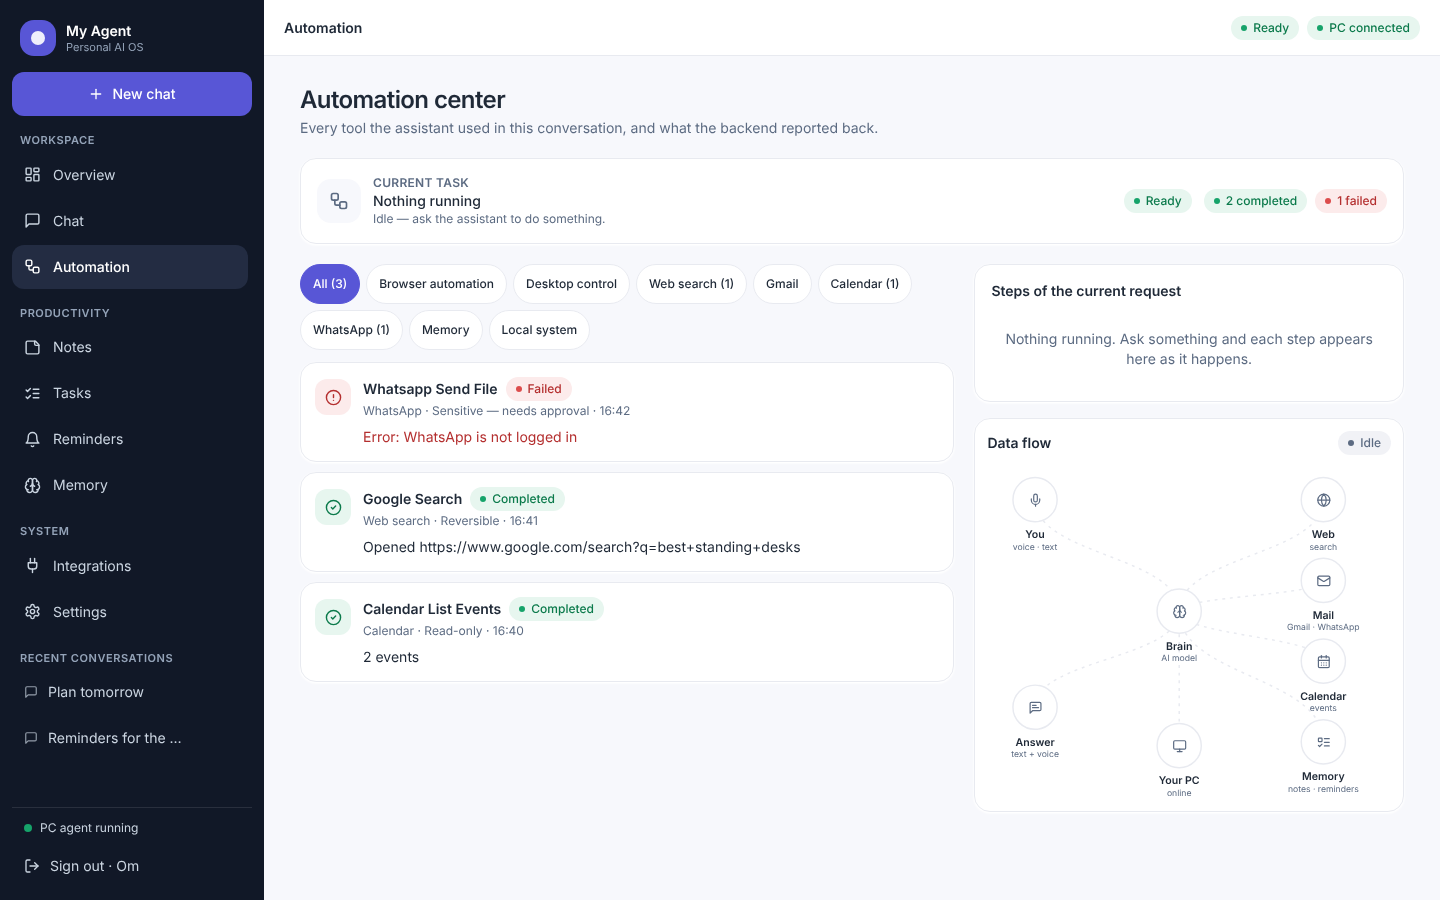 My Agent
Personal AI OS
New chat
WORKSPACE
Overview
Chat
Automation
PRODUCTIVITY
Notes
Tasks
Reminders
Memory
SYSTEM
Integrations
Settings
RECENT CONVERSATIONS
Plan tomorrow
Reminders for the ...
PC agent running
Sign out · Om
Automation
Ready
PC connected
Automation center
Every tool the assistant used in this conversation, and what the backend reported back.
CURRENT TASK
Nothing running
Idle — ask the assistant to do something.
Ready
2 completed
1 failed
All (3)
Browser automation
Desktop control
Web search (1)
Gmail
Calendar (1)
WhatsApp (1)
Memory
Local system
Whatsapp Send File
Failed
WhatsApp · Sensitive — needs approval · 16:42
Error: WhatsApp is not logged in
Google Search
Completed
Web search · Reversible · 16:41
Opened https://www.google.com/search?q=best+standing+desks
Calendar List Events
Completed
Calendar · Read-only · 16:40
2 events
Steps of the current request
Nothing running. Ask something and each step appears
here as it happens.
Data flow
Idle
You
voice · text
Web
search
Mail
Gmail · WhatsApp
Brain
AI model
Calendar
events
Answer
text + voice
Your PC
online
Memory
notes · reminders